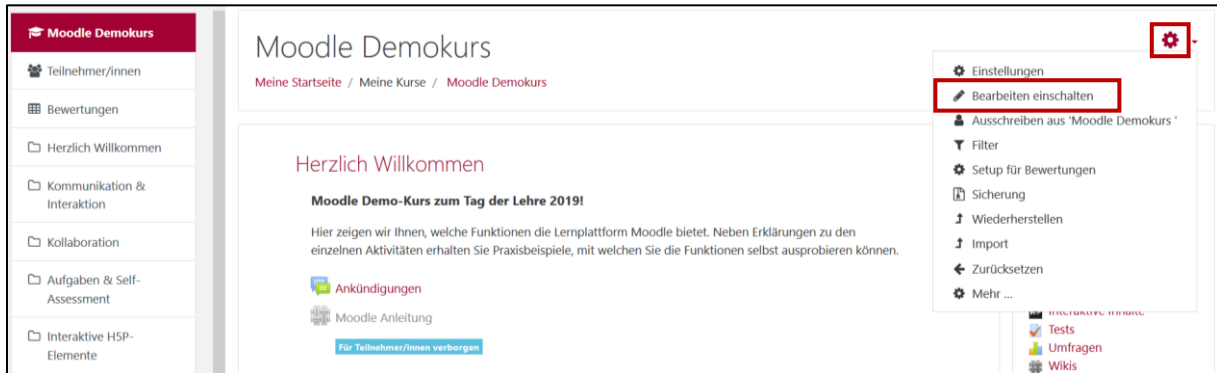 Moodle Demokurs
Teilnehmer/innen
Bewertungen
Herzlich Willkommen
Kommunikation &
Interaktion
Kollaboration
Aufgaben & Self-
Assessment
Interaktive H5P-
Elemente
Moodle Demokurs
Meine Startseite / Meine Kurse / Moodle Demokurs
Herzlich Willkommen
Moodle Demo-Kurs zum Tag der Lehre 2019!
Hier zeigen wir Ihnen, welche Funktionen die Lernplattform Moodle bietet. Neben Erklärungen zu den
einzelnen Aktivitäten erhalten Sie Praxisbeispiele, mit welchen Sie die Funktionen selbst ausprobieren können.
Ankündigungen
Moodle Anleitung
Für Teilnehmer/innen verborgen
Einstellungen
Bearbeiten einschalten
Ausschreiben aus 'Moodle Demokurs '
Filter
Setup für Bewertungen
Sicherung
Wiederherstellen
Import
Zurücksetzen
Mehr ...
Interaktive Inhalte
Tests
Umfragen
Wikis